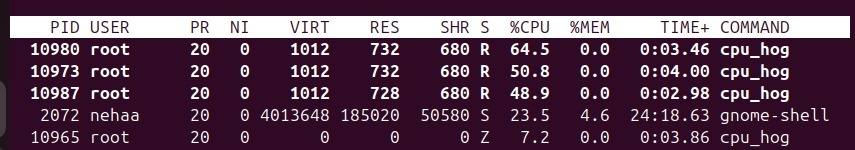 PID USER PR NI VIRT RES SHR S %CPU %MEM TIME+ COMMAND
10980 root 20 0 1012 732 680 R 64.5 0.0 0:03.46 cpu_hog
10973 root 20 0 1012 732 680 R 50.8 0.0 0:04.00 cpu_hog
10987 root 20 0 1012 728 680 R 48.9 0.0 0:02.98 cpu_hog
2072 nehaa 20 0 4013648 185020 50580 S 23.5 4.6 24:18.63 gnome-shell
10965 root 20 0 0 0 0 Z 7.2 0.0 0:03.86 cpu_hog